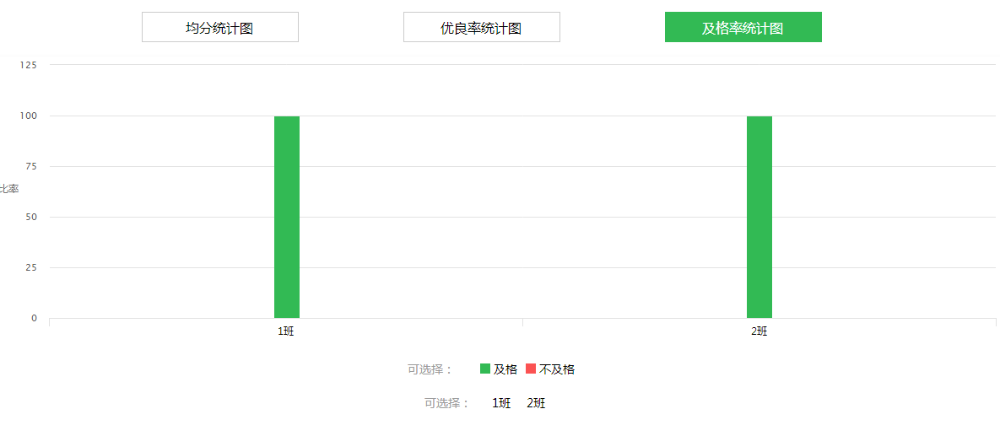 均分统计图 优良率统计图 及格率统计图
125
100
75
比率
50
25
0
1班 2班
可选择： 及格 不及格
可选择： 1班 2班